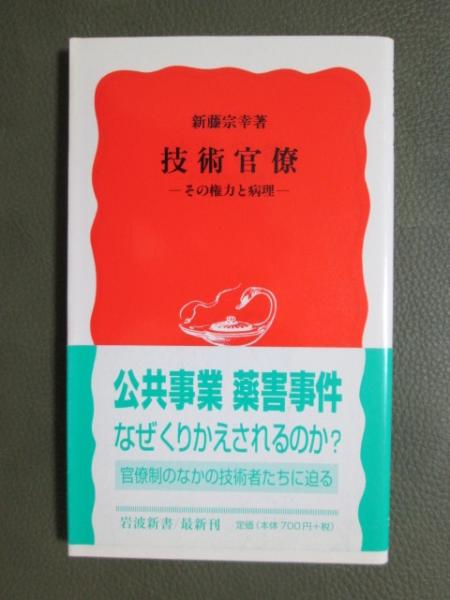 新藤宗幸著
技術官僚
―その権力と病理―
公共事業 薬害事件
なぜくりかえされるのか?
官僚制のなかの技術者たちに迫る
岩波新書/最新刊 定価(本体700円+税)